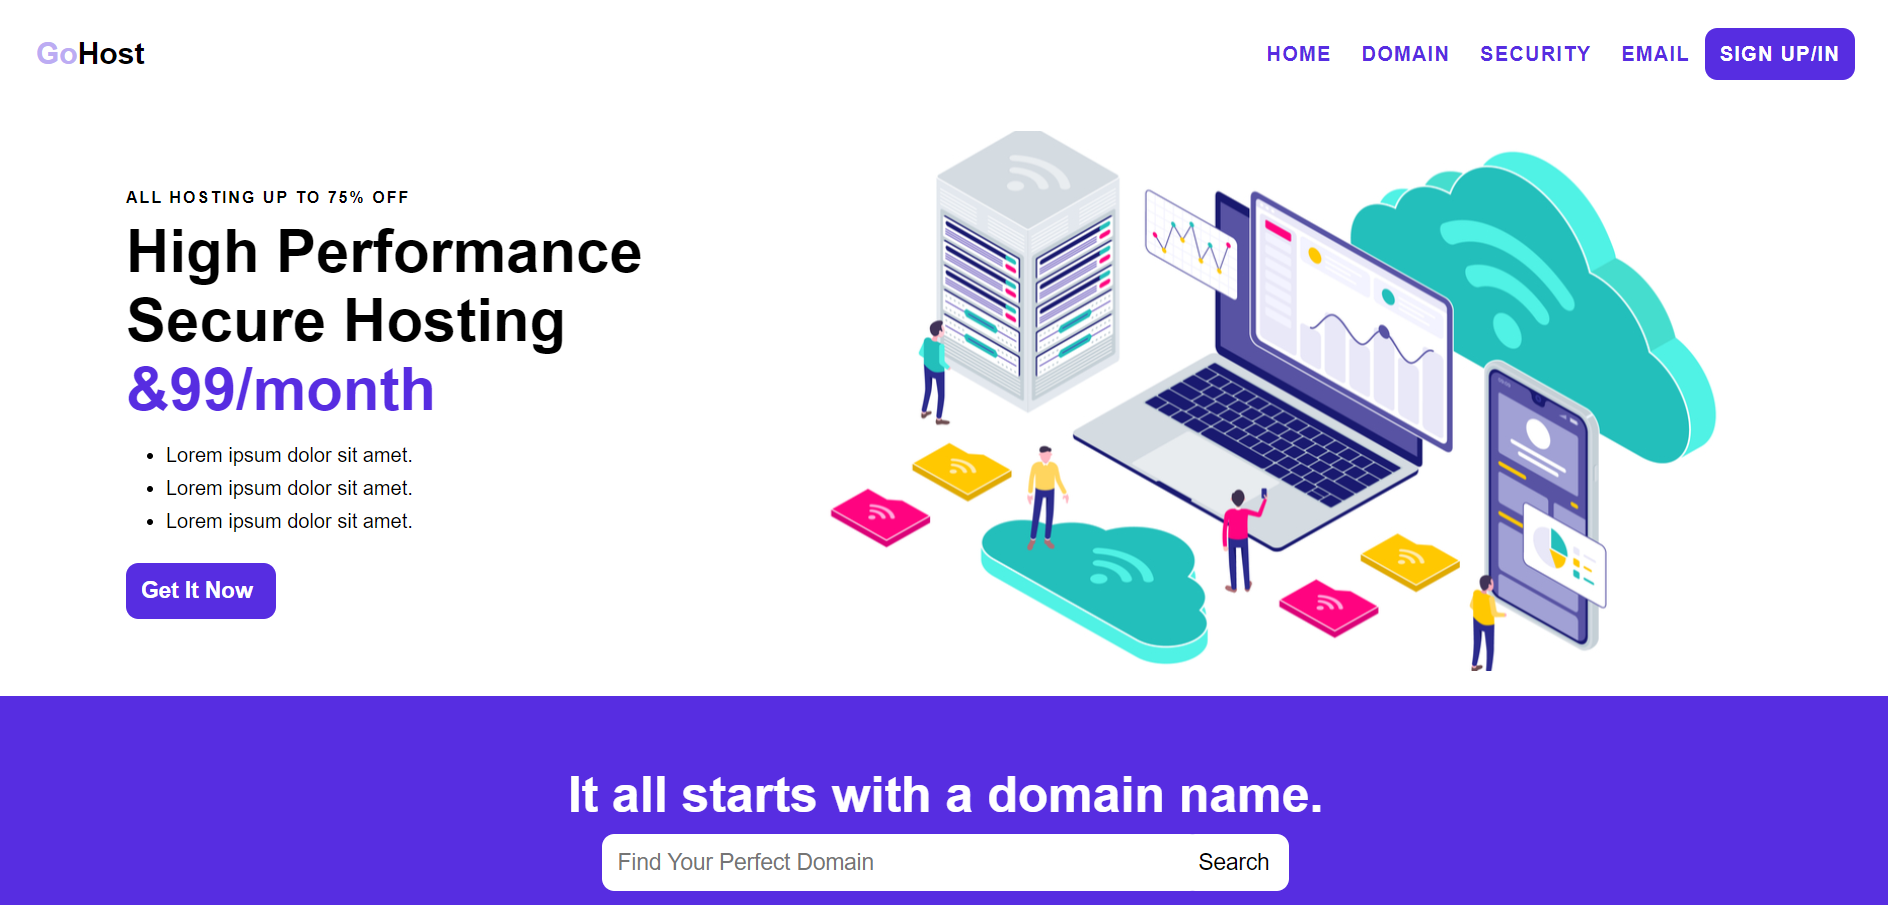 GoHost
HOME DOMAIN SECURITY EMAIL SIGN UP/IN
ALL HOSTING UP TO 75% OFF
High Performance
Secure Hosting
&99/month
• Lorem ipsum dolor sit amet.
• Lorem ipsum dolor sit amet.
• Lorem ipsum dolor sit amet.
Get It Now
It all starts with a domain name.
Find Your Perfect Domain Search